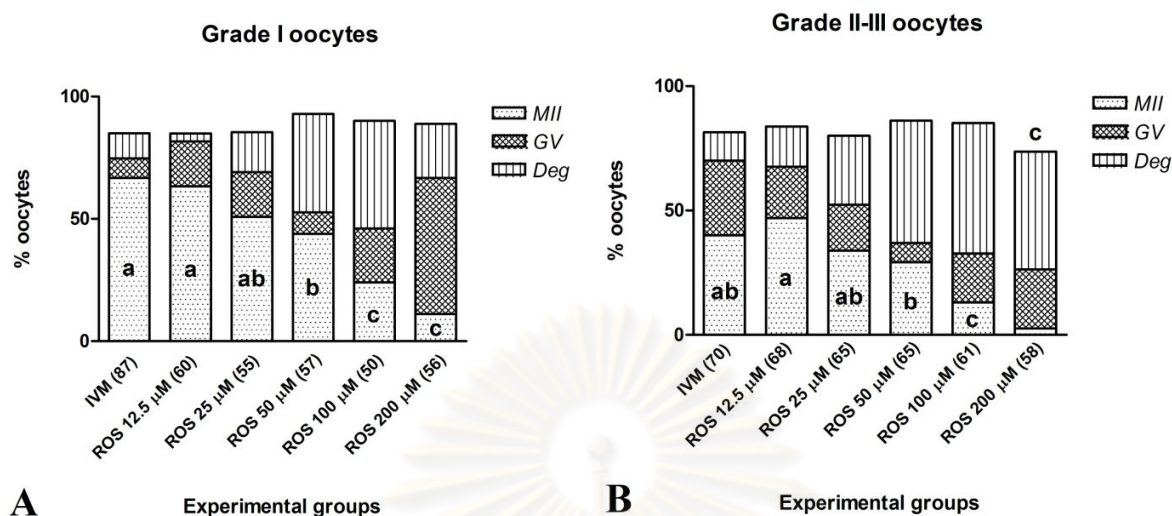 Grade I oocytes
% oocytes
100
50
0
a
a
ab
b
c
c
MII
GV
Deg
IVM (87)
ROS 12.5 μM (60)
ROS 25 μM (55)
ROS 50 μM (57)
ROS 100 μM (50)
ROS 200 μM (56)
A
Experimental groups
Grade II-III oocytes
% oocytes
100
50
0
ab
a
ab
b
c
c
MII
GV
Deg
IVM (70)
ROS 12.5 μM (68)
ROS 25 μM (65)
ROS 50 μM (65)
ROS 100 μM (61)
ROS 200 μM (58)
B
Experimental groups